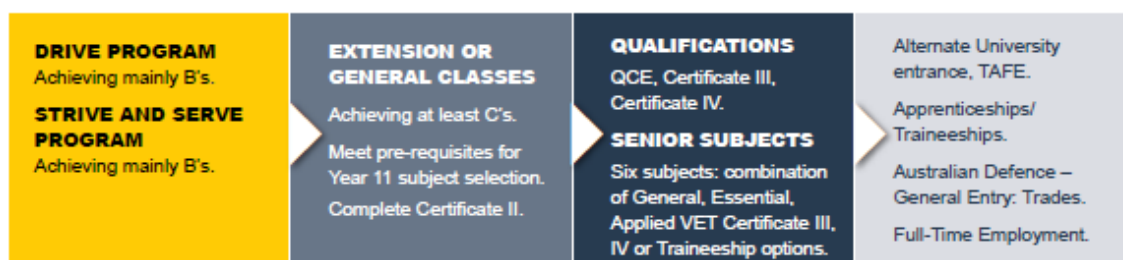 DRIVE PROGRAM
Achieving mainly B's.
STRIVE AND SERVE
PROGRAM
Achieving mainly B's.
EXTENSION OR
GENERAL CLASSES
Achieving at least C's.
Meet pre-requisites for
Year 11 subject selection.
Complete Certificate II.
QUALIFICATIONS
QCE, Certificate III,
Certificate IV.
SENIOR SUBJECTS
Six subjects: combination
of General, Essential,
Applied VET Certificate III,
IV or Traineeship options.
Alternate University
entrance, TAFE.
Apprenticeships/
Traineeships.
Australian Defence –
General Entry: Trades.
Full-Time Employment.